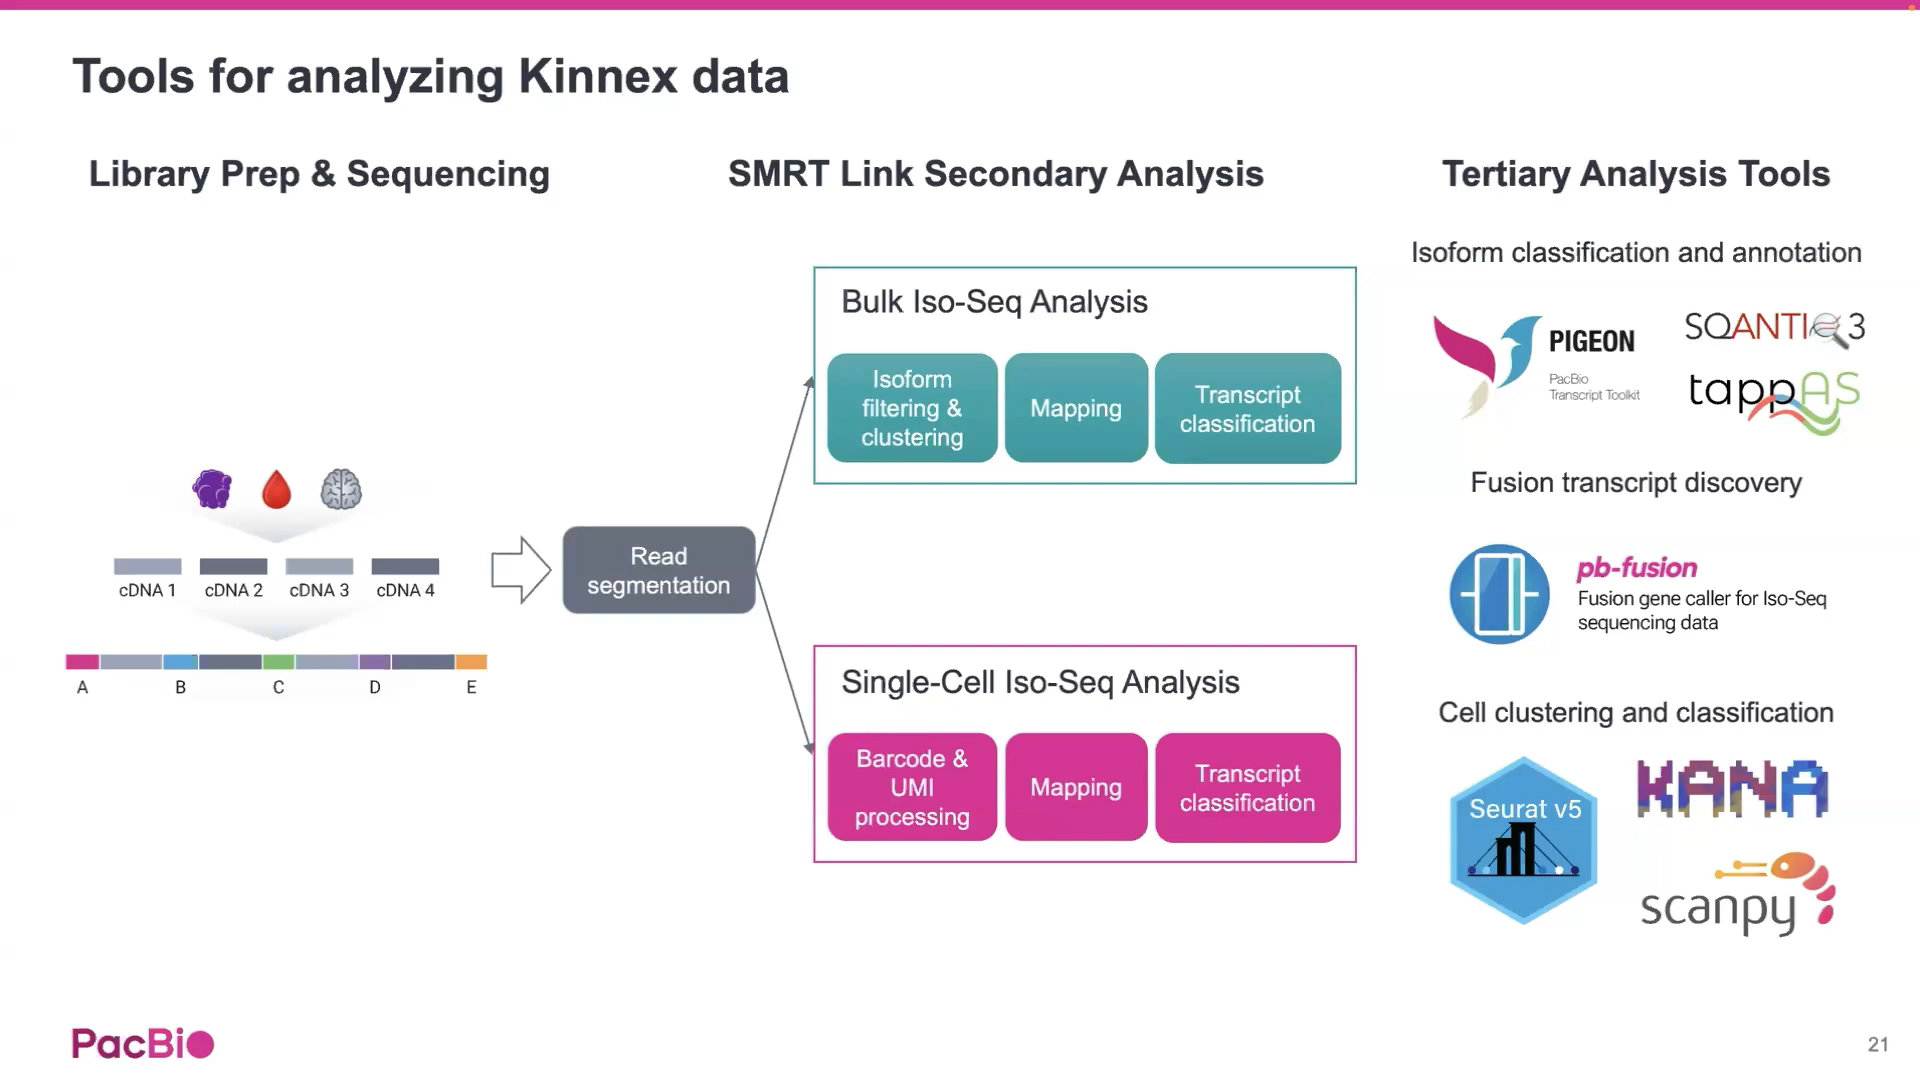 Tools for analyzing Kinnex data
Library Prep & Sequencing
cDNA 1
cDNA 2
cDNA 3
cDNA 4
A
B
C
D
E
SMRT Link Secondary Analysis
Read
segmentation
Bulk Iso-Seq Analysis
Isoform
filtering &
clustering
Mapping
Transcript
classification
Single-Cell Iso-Seq Analysis
Barcode &
UMI
processing
Mapping
Transcript
classification
Tertiary Analysis Tools
Isoform classification and annotation
PIGEON
PacBio
Transcript Toolkit
SQANTI 3
tappAS
Fusion transcript discovery
pb-fusion
Fusion gene caller for Iso-Seq
sequencing data
Cell clustering and classification
Seurat v5
KANA
scanpy
PacBio
21